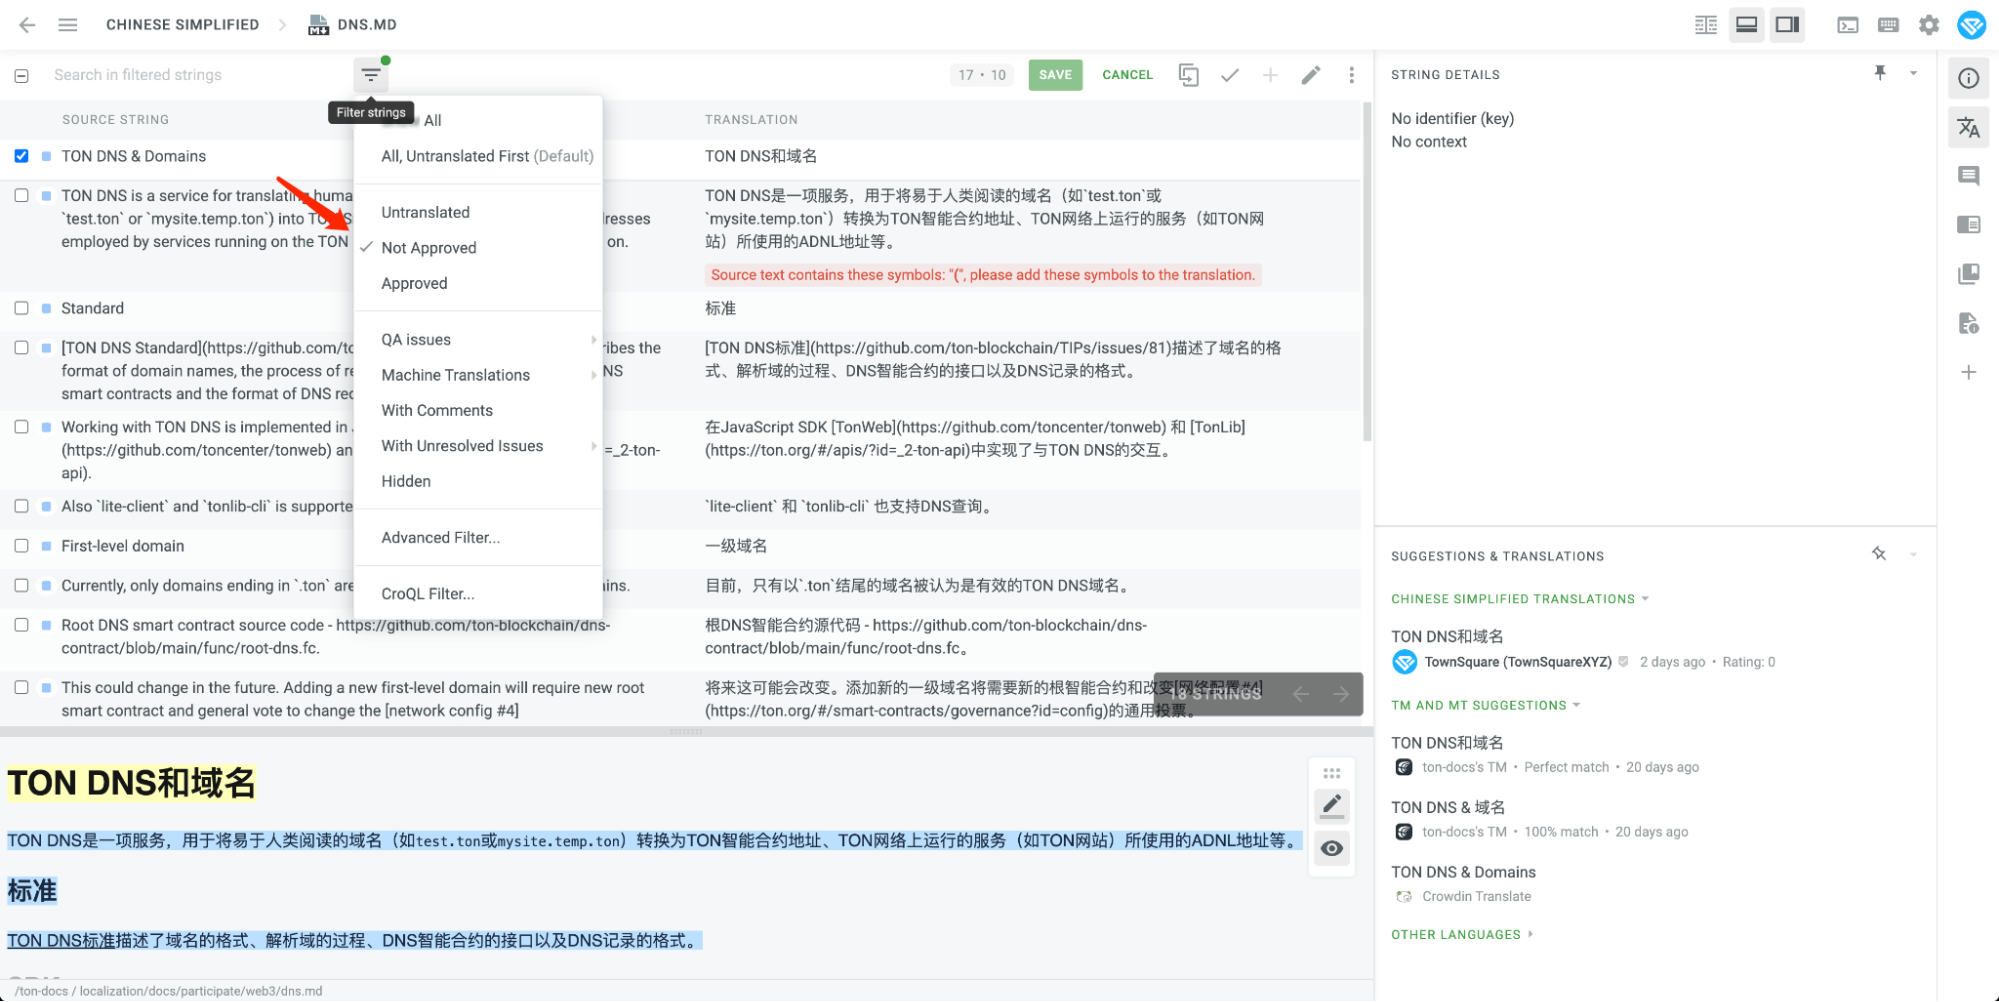 CHINESE SIMPLIFIED
DNS.MD
Search in filtered strings
17 • 10
SAVE
CANCEL
STRING DETAILS
Filter strings
All
All, Untranslated First (Default)
Untranslated
Not Approved
Approved
QA issues
Machine Translations
With Comments
With Unresolved Issues
Hidden
Advanced Filter...
CroQL Filter...
SOURCE STRING
TRANSLATION
TON DNS & Domains
TON DNS和域名
TON DNS is a service for translating huma
`test.ton` or `mysite.temp.ton`) into TO S resses
employed by services running on the TON on.
TON DNS是一项服务，用于将易于人类阅读的域名（如`test.ton`或
`mysite.temp.ton`）转换为TON智能合约地址、TON网络上运行的服务（如TON网
站）所使用的ADNL地址等。
Source text contains these symbols: "(", please add these symbols to the translation.
Standard
标准
[TON DNS Standard](https://github.com/to ribes the
format of domain names, the process of re NS
smart contracts and the format of DNS rec
[TON DNS标准](https://github.com/ton-blockchain/TIPs/issues/81)描述了域名的格
式、解析域的过程、DNS智能合约的接口以及DNS记录的格式。
Working with TON DNS is implemented in J
(https://github.com/toncenter/tonweb) an =_2-ton-
api).
在JavaScript SDK [TonWeb](https://github.com/toncenter/tonweb) 和 [TonLib]
(https://ton.org/#/apis/?id=_2-ton-api)中实现了与TON DNS的交互。
Also `lite-client` and `tonlib-cli` is supporte
`lite-client` 和 `tonlib-cli` 也支持DNS查询。
First-level domain
一级域名
Currently, only domains ending in `.ton` are ins.
目前，只有以`.ton`结尾的域名被认为是有效的TON DNS域名。
Root DNS smart contract source code - https://github.com/ton-blockchain/dns-
contract/blob/main/func/root-dns.fc.
根DNS智能合约源代码 - https://github.com/ton-blockchain/dns-
contract/blob/main/func/root-dns.fc。
This could change in the future. Adding a new first-level domain will require new root
smart contract and general vote to change the [network config #4]
将来这可能会改变。添加新的一级域名将需要新的根智能合约和改变[网络配置#4]
(https://ton.org/#/smart-contracts/governance?id=config)的通用投票。
18 STRINGS
TON DNS和域名
TON DNS是一项服务，用于将易于人类阅读的域名（如test.ton或mysite.temp.ton）转换为TON智能合约地址、TON网络上运行的服务（如TON网站）所使用的ADNL地址等。
标准
TON DNS标准描述了域名的格式、解析域的过程、DNS智能合约的接口以及DNS记录的格式。
/ton-docs / localization/docs/participate/web3/dns.md
No identifier (key)
No context
SUGGESTIONS & TRANSLATIONS
CHINESE SIMPLIFIED TRANSLATIONS
TON DNS和域名
TownSquare (TownSquareXYZ) 2 days ago • Rating: 0
TM AND MT SUGGESTIONS
TON DNS和域名
ton-docs's TM • Perfect match • 20 days ago
TON DNS & 域名
ton-docs's TM • 100% match • 20 days ago
TON DNS & Domains
Crowdin Translate
OTHER LANGUAGES